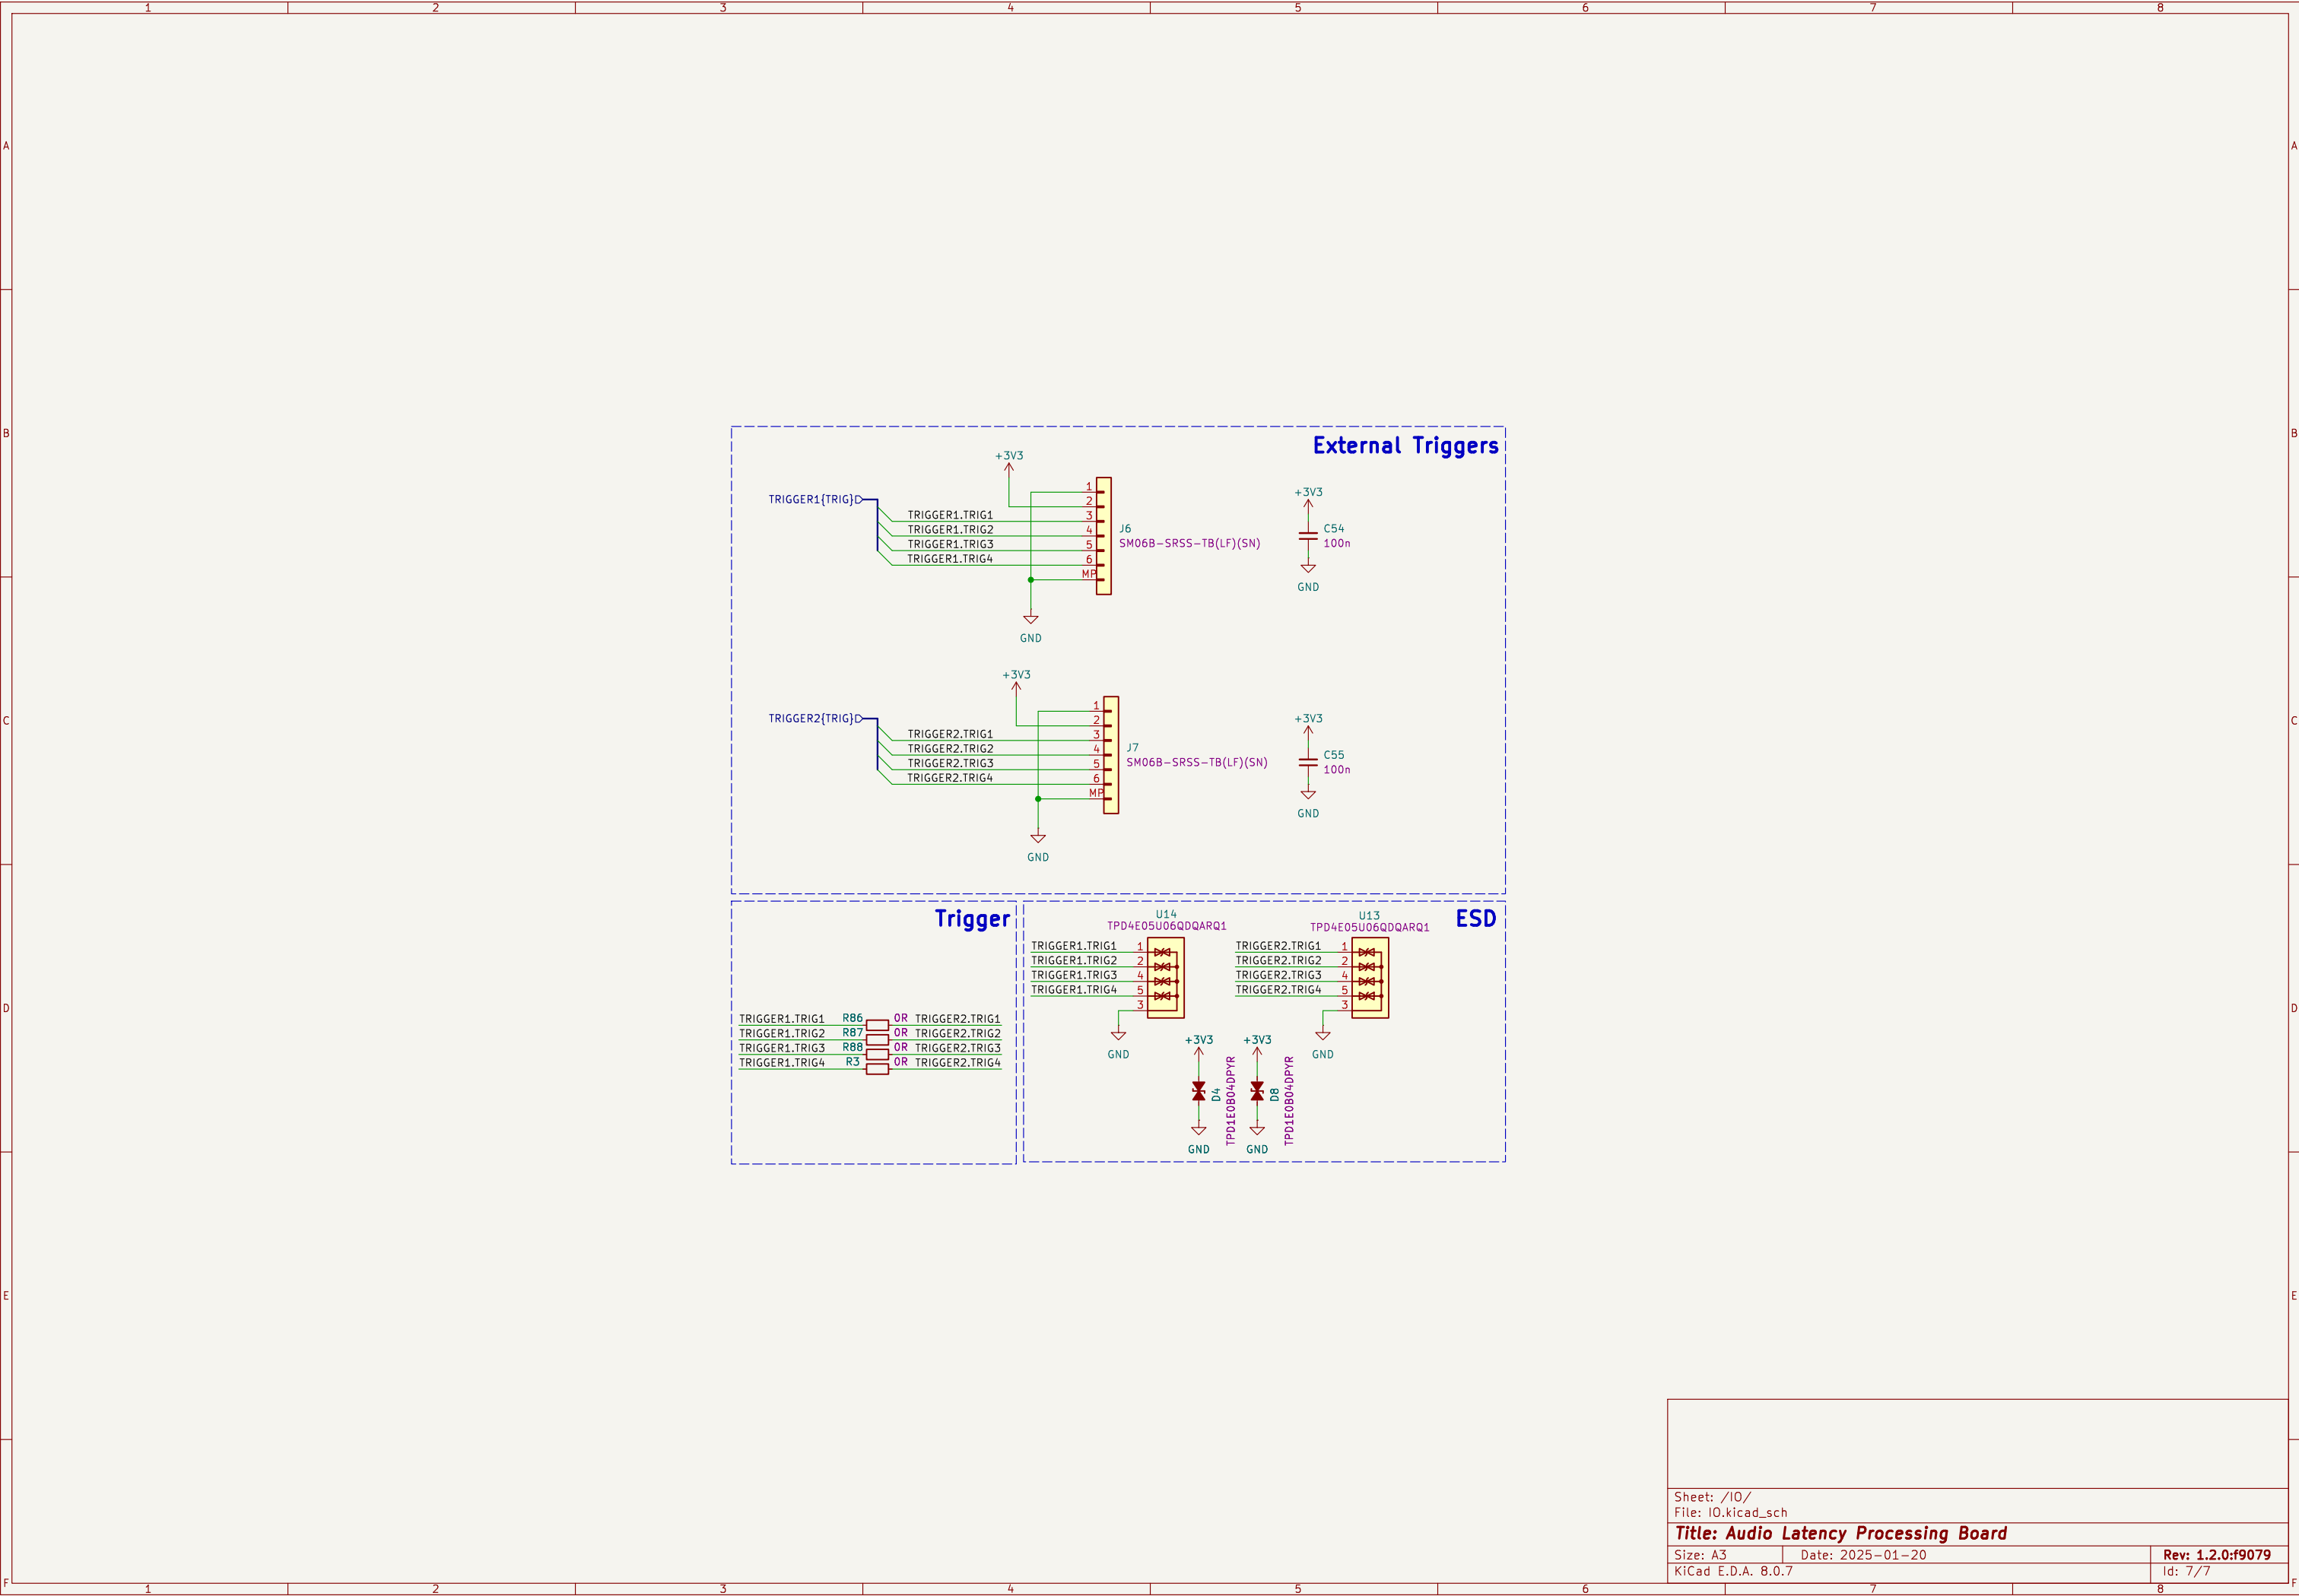 1 2 3 4 5 6 7 8
A A
B B
External Triggers
+3V3
TRIGGER1{TRIG}
1
2
TRIGGER1.TRIG1 3
TRIGGER1.TRIG2 4
TRIGGER1.TRIG3 5
TRIGGER1.TRIG4 6
MP
J6
SM06B-SRSS-TB(LF)(SN)
GND
+3V3
C54
100n
GND
C C
+3V3
TRIGGER2{TRIG}
1
2
TRIGGER2.TRIG1 3
TRIGGER2.TRIG2 4
TRIGGER2.TRIG3 5
TRIGGER2.TRIG4 6
MP
J7
SM06B-SRSS-TB(LF)(SN)
GND
+3V3
C55
100n
GND
D D
Trigger
TRIGGER1.TRIG1 R86 0R TRIGGER2.TRIG1
TRIGGER1.TRIG2 R87 0R TRIGGER2.TRIG2
TRIGGER1.TRIG3 R88 0R TRIGGER2.TRIG3
TRIGGER1.TRIG4 R3 0R TRIGGER2.TRIG4
ESD
U14
TPD4E05U06QDQARQ1
TRIGGER1.TRIG1 1
TRIGGER1.TRIG2 2
TRIGGER1.TRIG3 4
TRIGGER1.TRIG4 5
3
GND
U13
TPD4E05U06QDQARQ1
TRIGGER2.TRIG1 1
TRIGGER2.TRIG2 2
TRIGGER2.TRIG3 4
TRIGGER2.TRIG4 5
3
GND
+3V3
D4
TPD1E0B04DPYR
GND
+3V3
D8
TPD1E0B04DPYR
GND
E E
Sheet: /IO/
File: IO.kicad_sch
Title: Audio Latency Processing Board
Size: A3 Date: 2025-01-20 Rev: 1.2.0:f9079
KiCad E.D.A. 8.0.7 Id: 7/7
F F
1 2 3 4 5 6 7 8